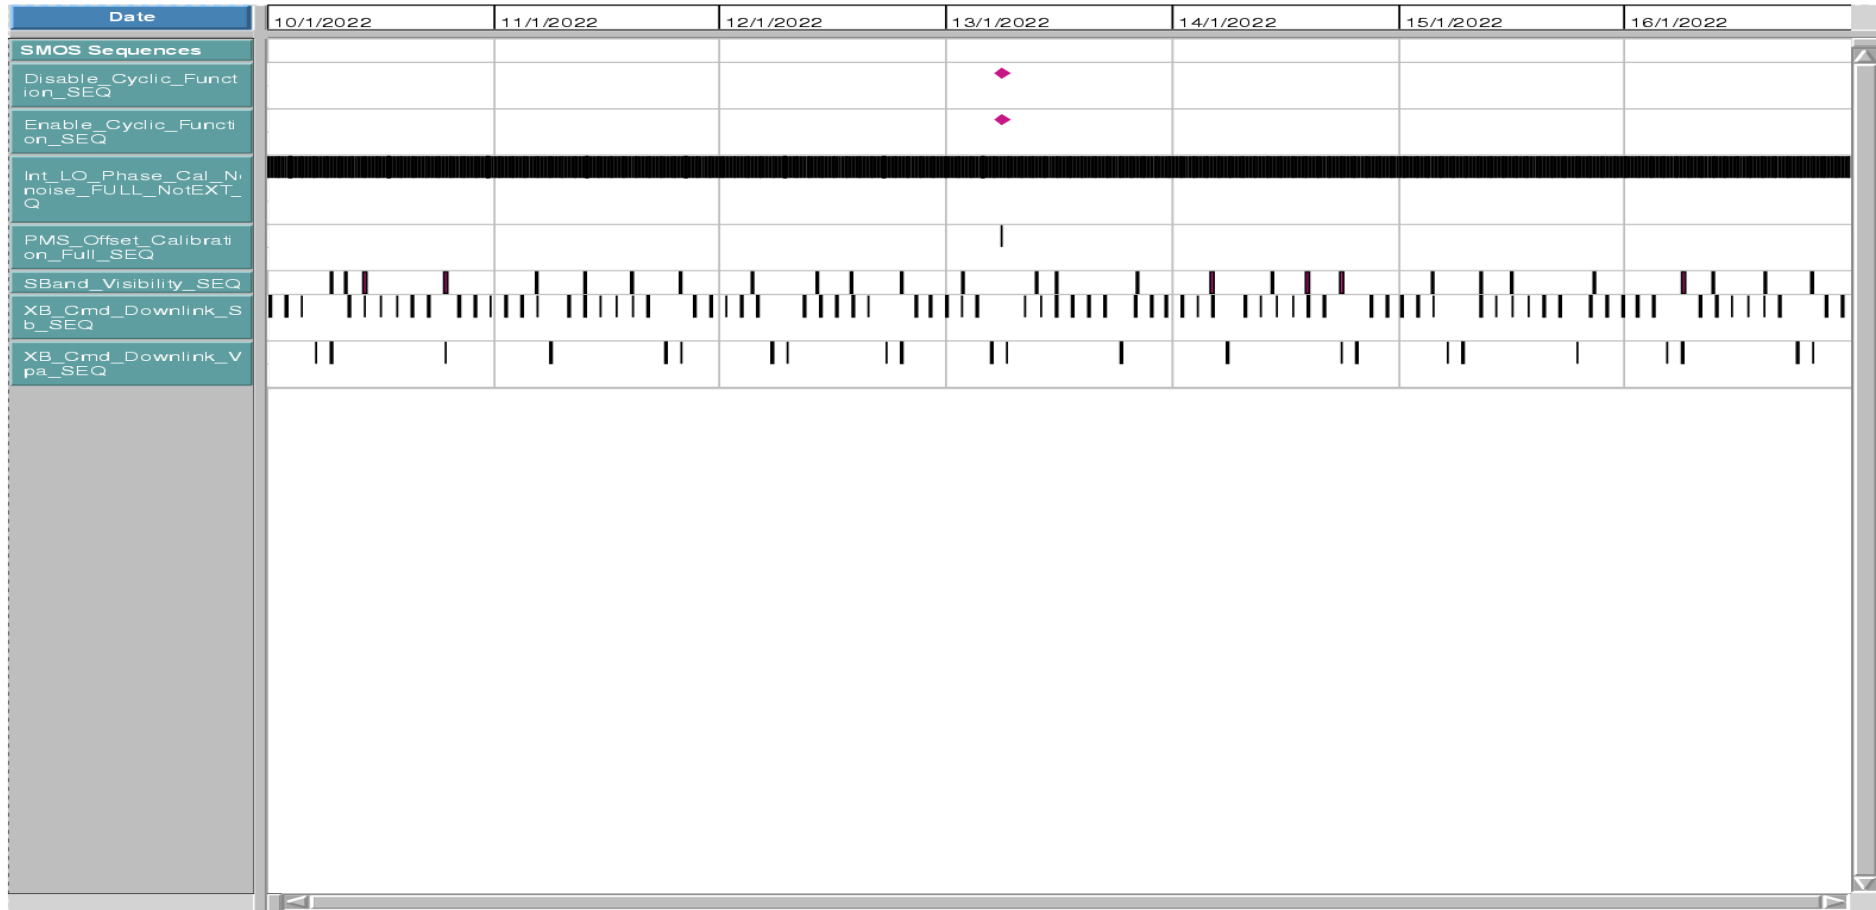 Date
10/1/2022
11/1/2022
12/1/2022
13/1/2022
14/1/2022
15/1/2022
16/1/2022
SMOS Sequences
Disable_Cyclic_Funct
ion_SEQ
Enable_Cyclic_Functi
on_SEQ
Int_LO_Phase_Cal_N
noise_FULL_NotEXT_
Q
PMS_Offset_Calibrati
on_Full_SEQ
SBand_Visibility_SEQ
XB_Cmd_Downlink_S
b_SEQ
XB_Cmd_Downlink_V
pa_SEQ